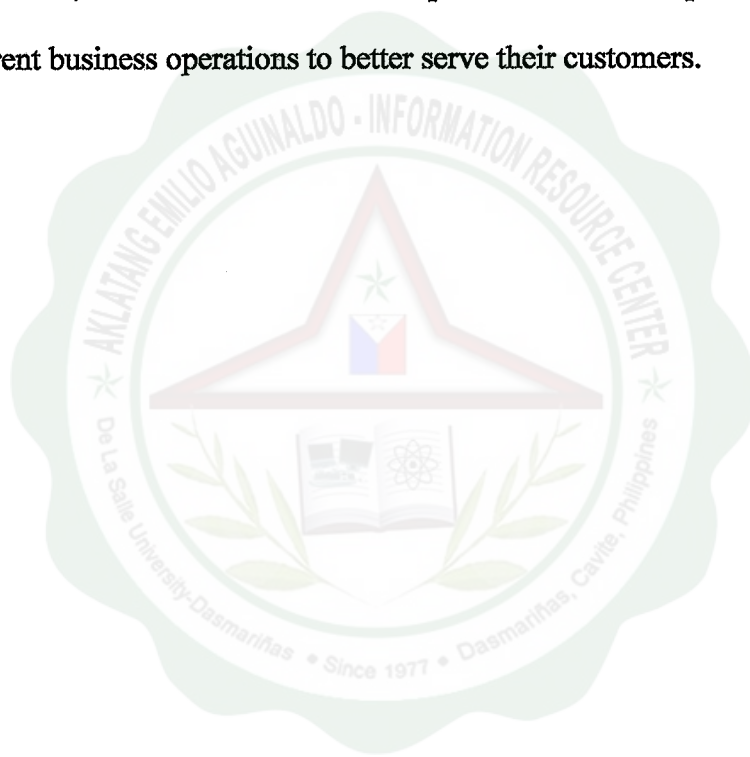 rent business operations to better serve their customers.
AKLATANG EMILIO AGUINALDO - INFORMATION RESOURCE CENTER
De La Salle University-Dasmariñas • Since 1977 • Dasmariñas, Cavite, Philippines